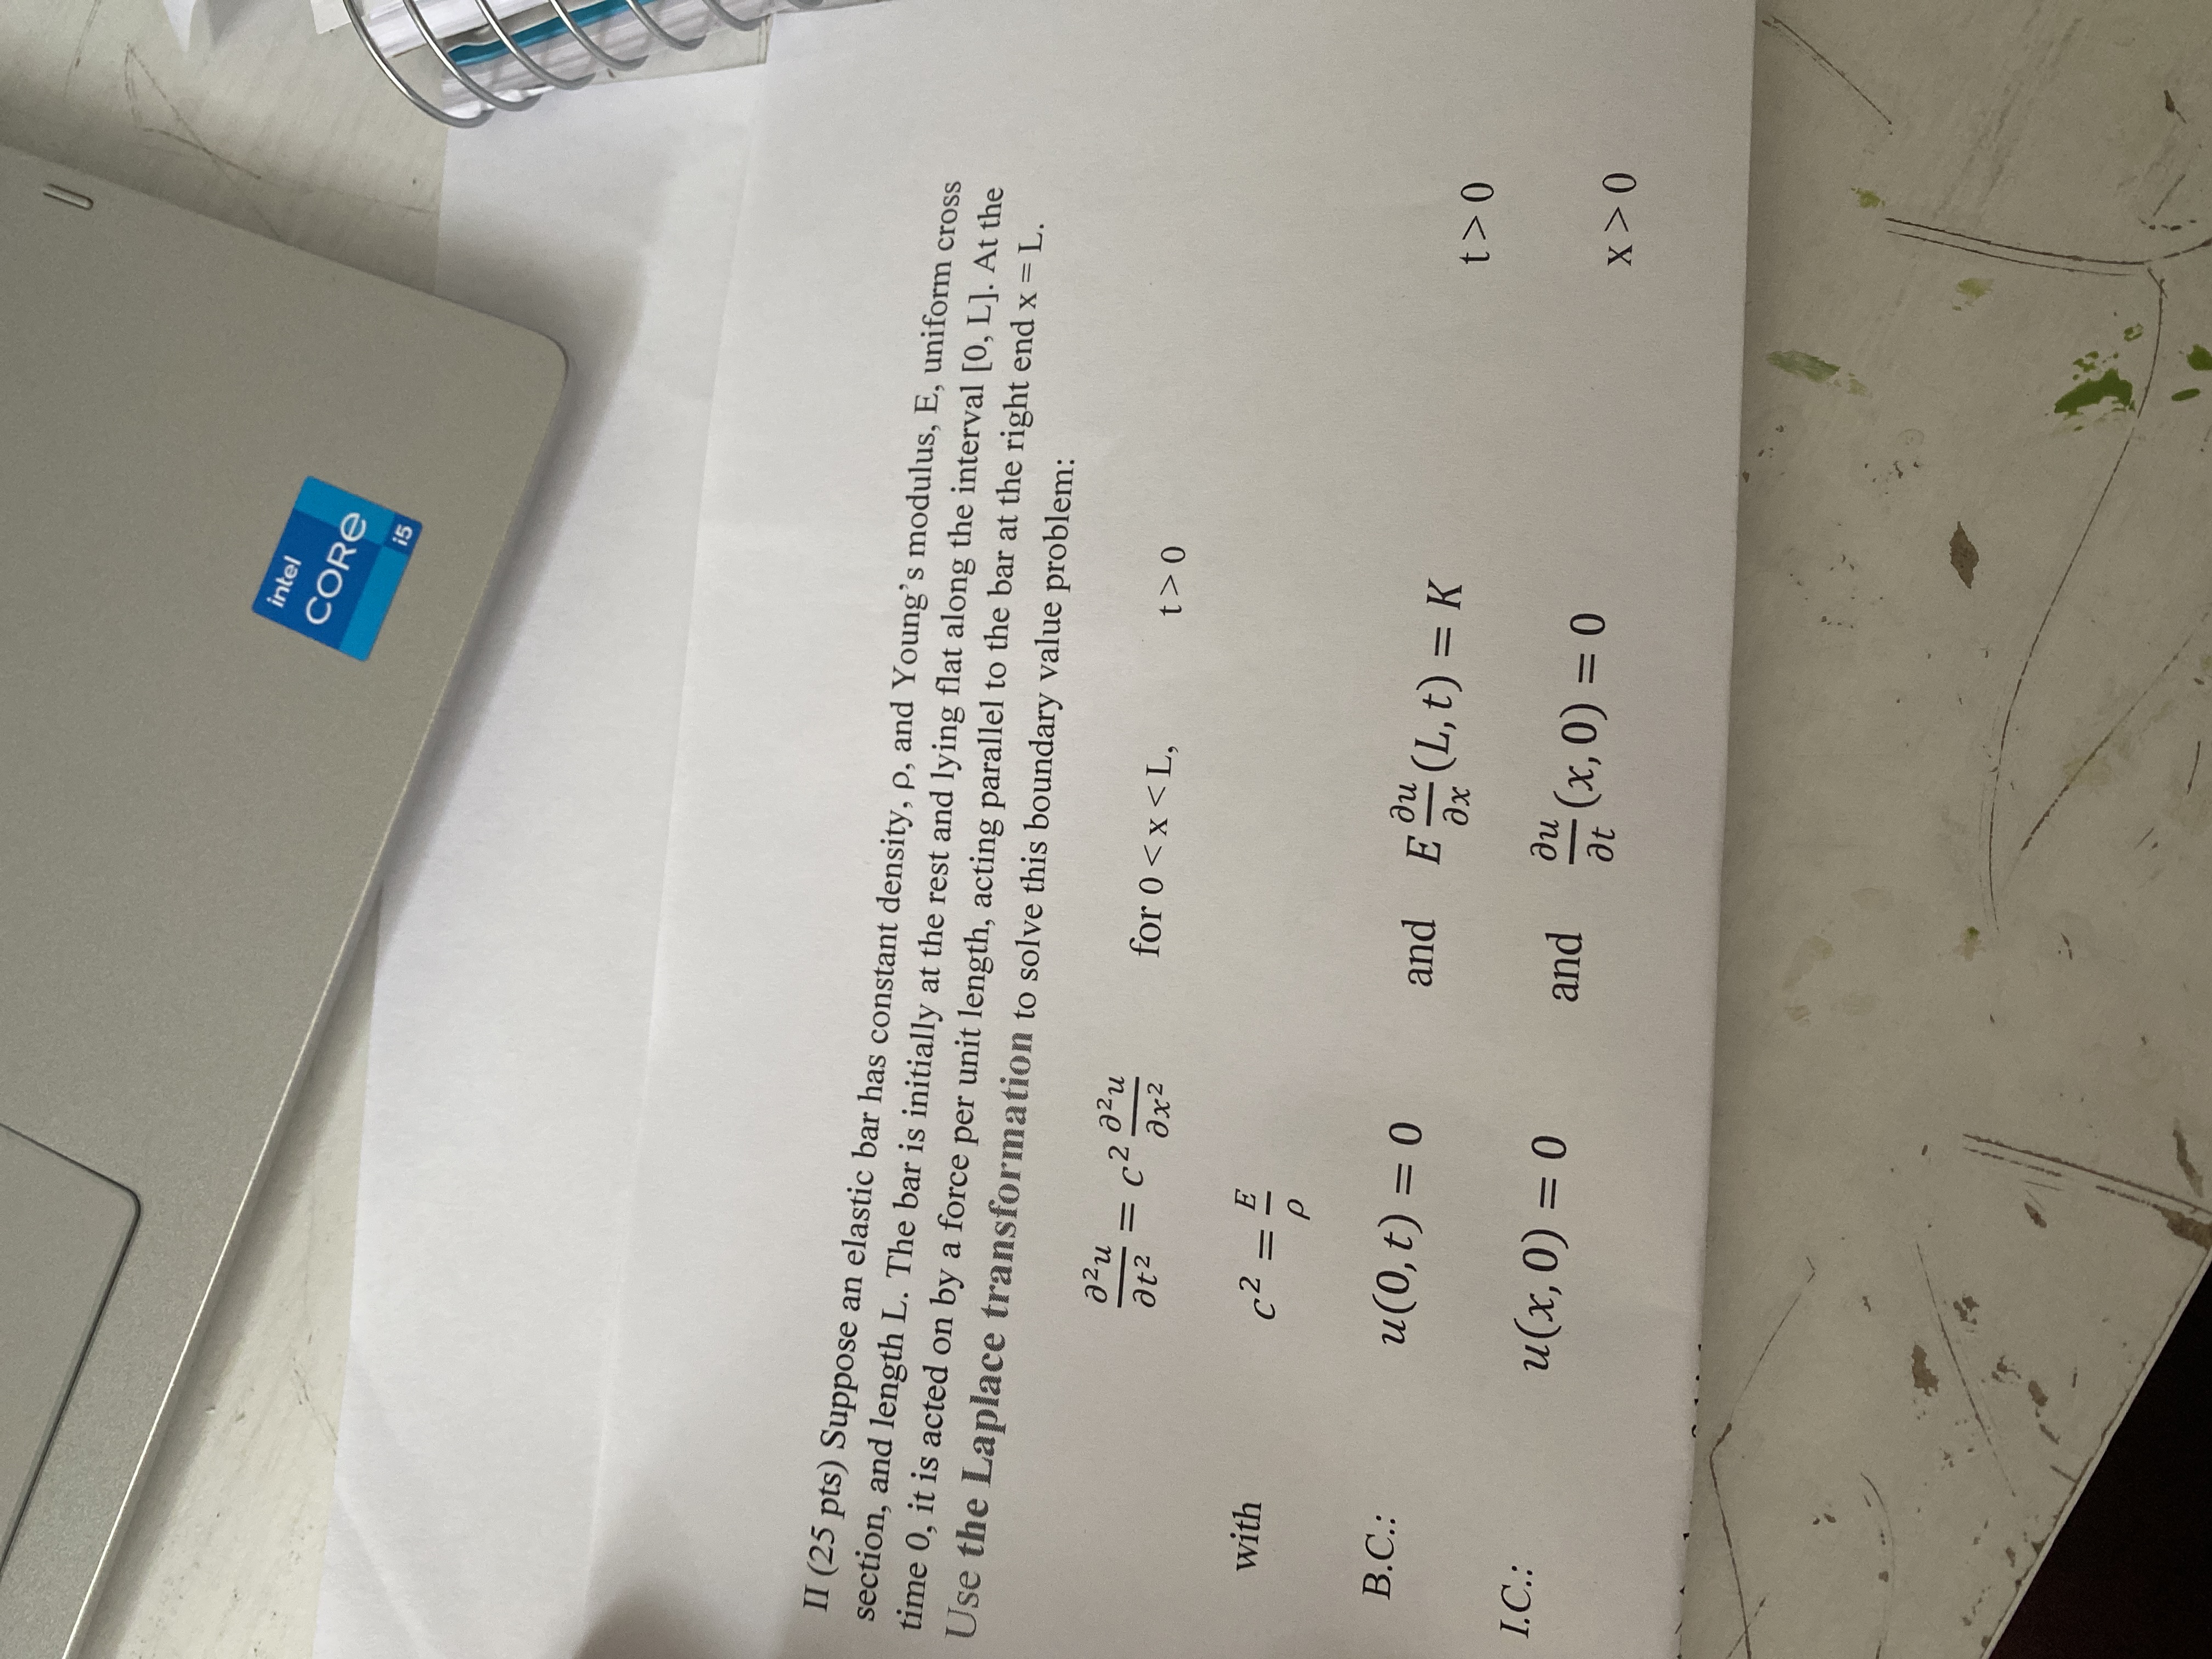 intel
CORe
i5
II (25 pts) Suppose an elastic bar has constant density, ρ, and Young's modulus, E, uniform cross
section, and length L. The bar is initially at the rest and lying flat along the interval [0, L]. At the
time 0, it is acted on by a force per unit length, acting parallel to the bar at the right end x = L.
Use the Laplace transformation to solve this boundary value problem:
∂²u/∂t² = c² ∂²u/∂x² for 0 < x < L, t > 0
with c² = E/ρ
B.C.: u(0, t) = 0 and E ∂u/∂x (L, t) = K t > 0
I.C.: u(x, 0) = 0 and ∂u/∂t (x, 0) = 0 x > 0